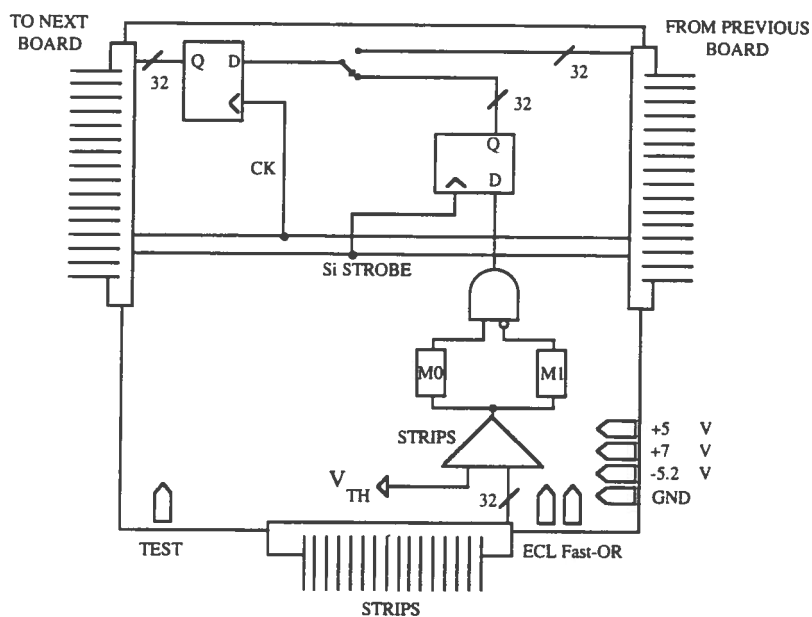 TO NEXT
BOARD
FROM PREVIOUS
BOARD
32
Q D
32
32
Q
D
CK
Si STROBE
M0
M1
STRIPS
V TH
32
+5 V
+7 V
-5.2 V
GND
TEST
ECL Fast-OR
STRIPS